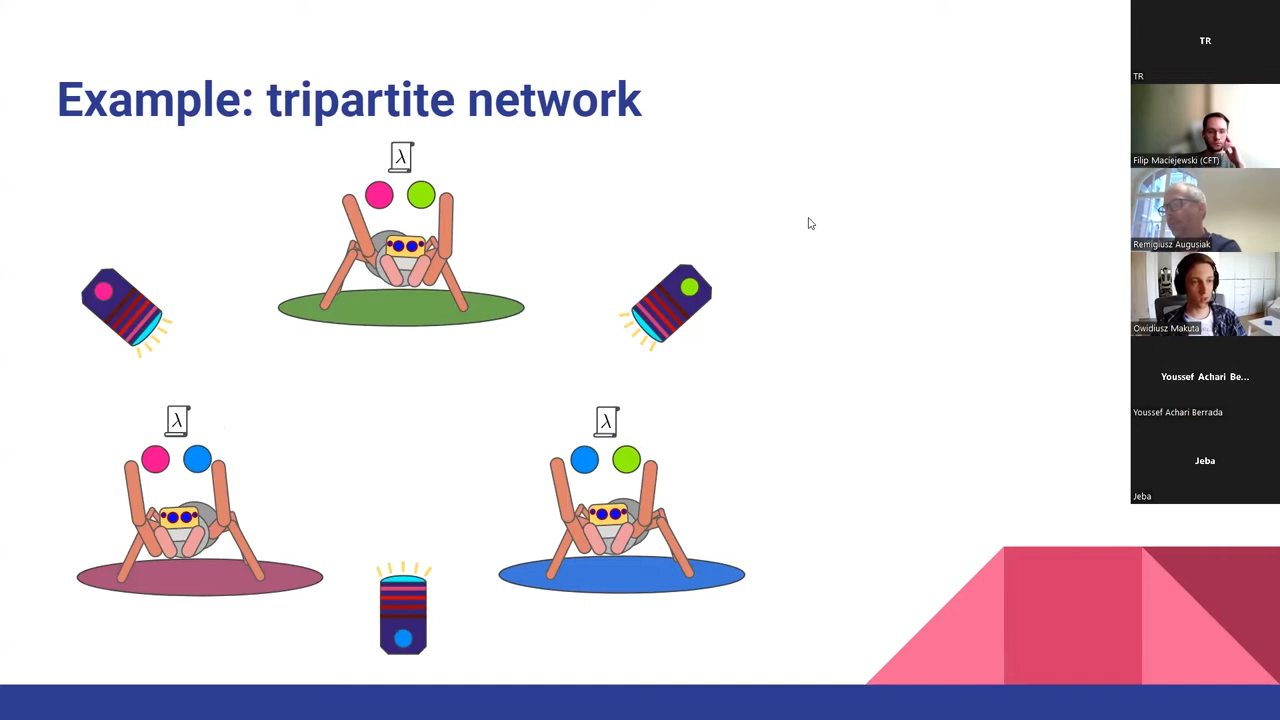 Example: tripartite network
λ
λ
λ
TR
TR
Filip Maciejewski (CFT)
Remigiusz Augusiak
Owidiusz Makuta
Youssef Achari Be...
Youssef Achari Berrada
Jeba
Jeba